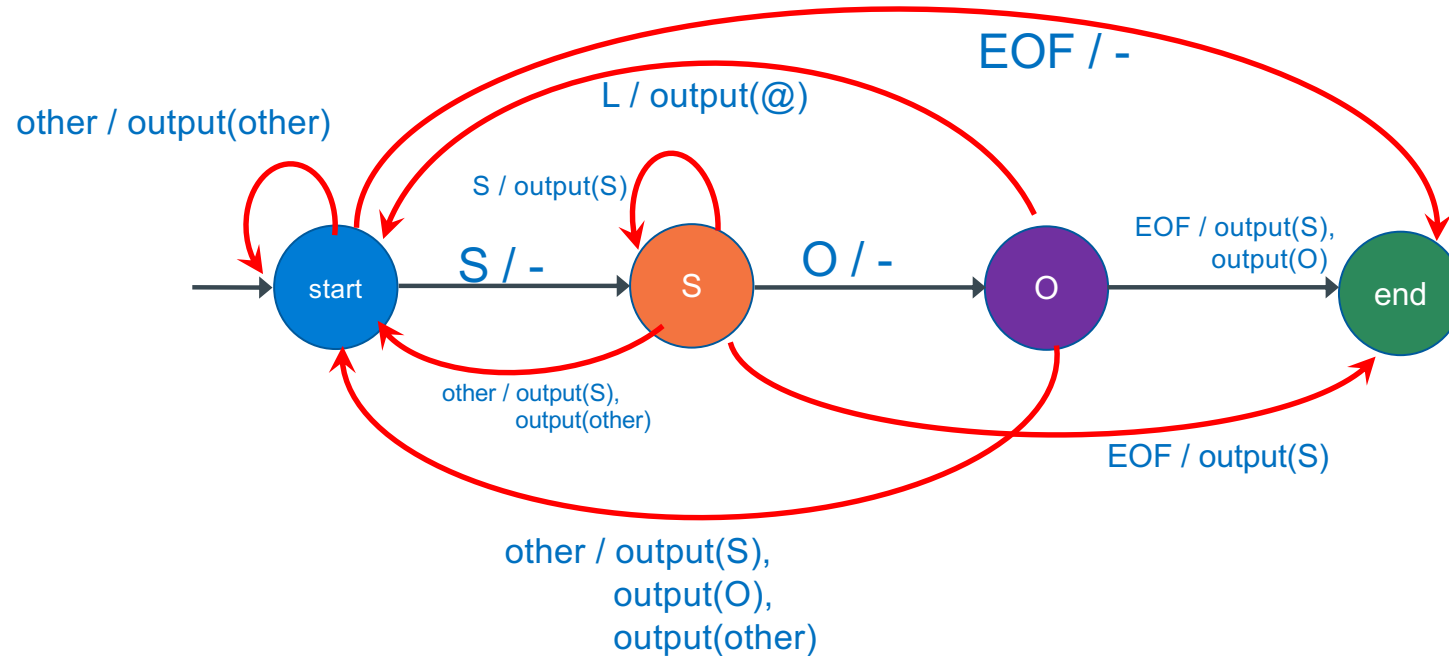 EOF / -
L / output(@)
other / output(other)
S / output(S)
S / -
O / -
EOF / output(S),
output(O)
start
S
O
end
other / output(S),
output(other)
EOF / output(S)
other / output(S),
output(O),
output(other)